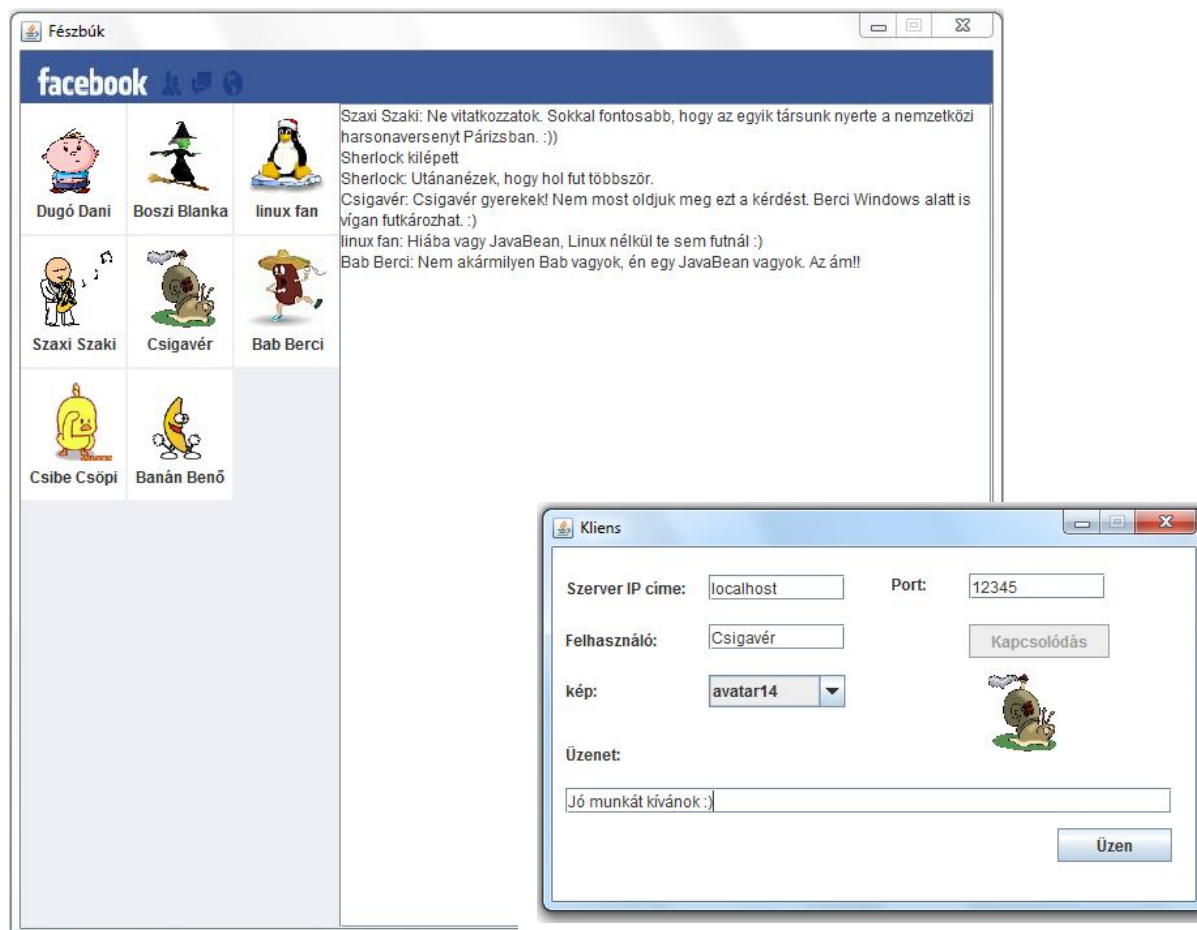 Fészbúk
facebook
Dugó Dani
Boszi Blanka
linux fan
Szaxi Szaki
Csigavér
Bab Berci
Csibe Csöpi
Banán Benő
Szaxi Szaki: Ne vitatkozzatok. Sokkal fontosabb, hogy az egyik társunk nyerte a nemzetközi
harsonaversenyt Párizsban. :))
Sherlock kilépett
Sherlock: Utánanézek, hogy hol fut többször.
Csigavér: Csigavér gyerekek! Nem most oldjuk meg ezt a kérdést. Berci Windows alatt is
vígan futkározhat. :)
linux fan: Hiába vagy JavaBean, Linux nélkül te sem futnál :)
Bab Berci: Nem akármilyen Bab vagyok, én egy JavaBean vagyok. Az ám!!
Kliens
Szerver IP címe:
localhost
Port:
12345
Felhasználó:
Csigavér
Kapcsolódás
kép:
avatar14
Üzenet:
Jó munkát kívánok :)
Üzen